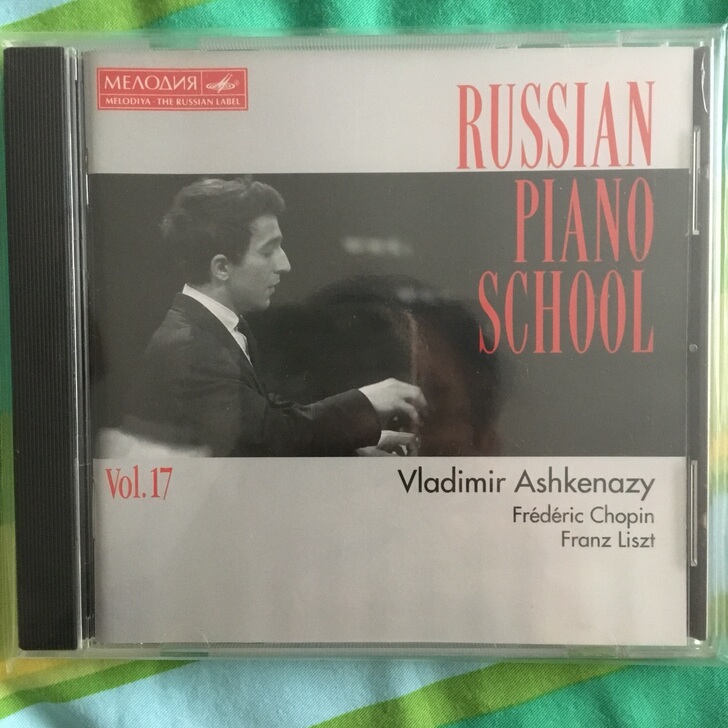 МЕЛОДИЯ
MELODIYA · THE RUSSIAN LABEL
RUSSIAN
PIANO
SCHOOL
Vol.17
Vladimir Ashkenazy
Frédéric Chopin
Franz Liszt